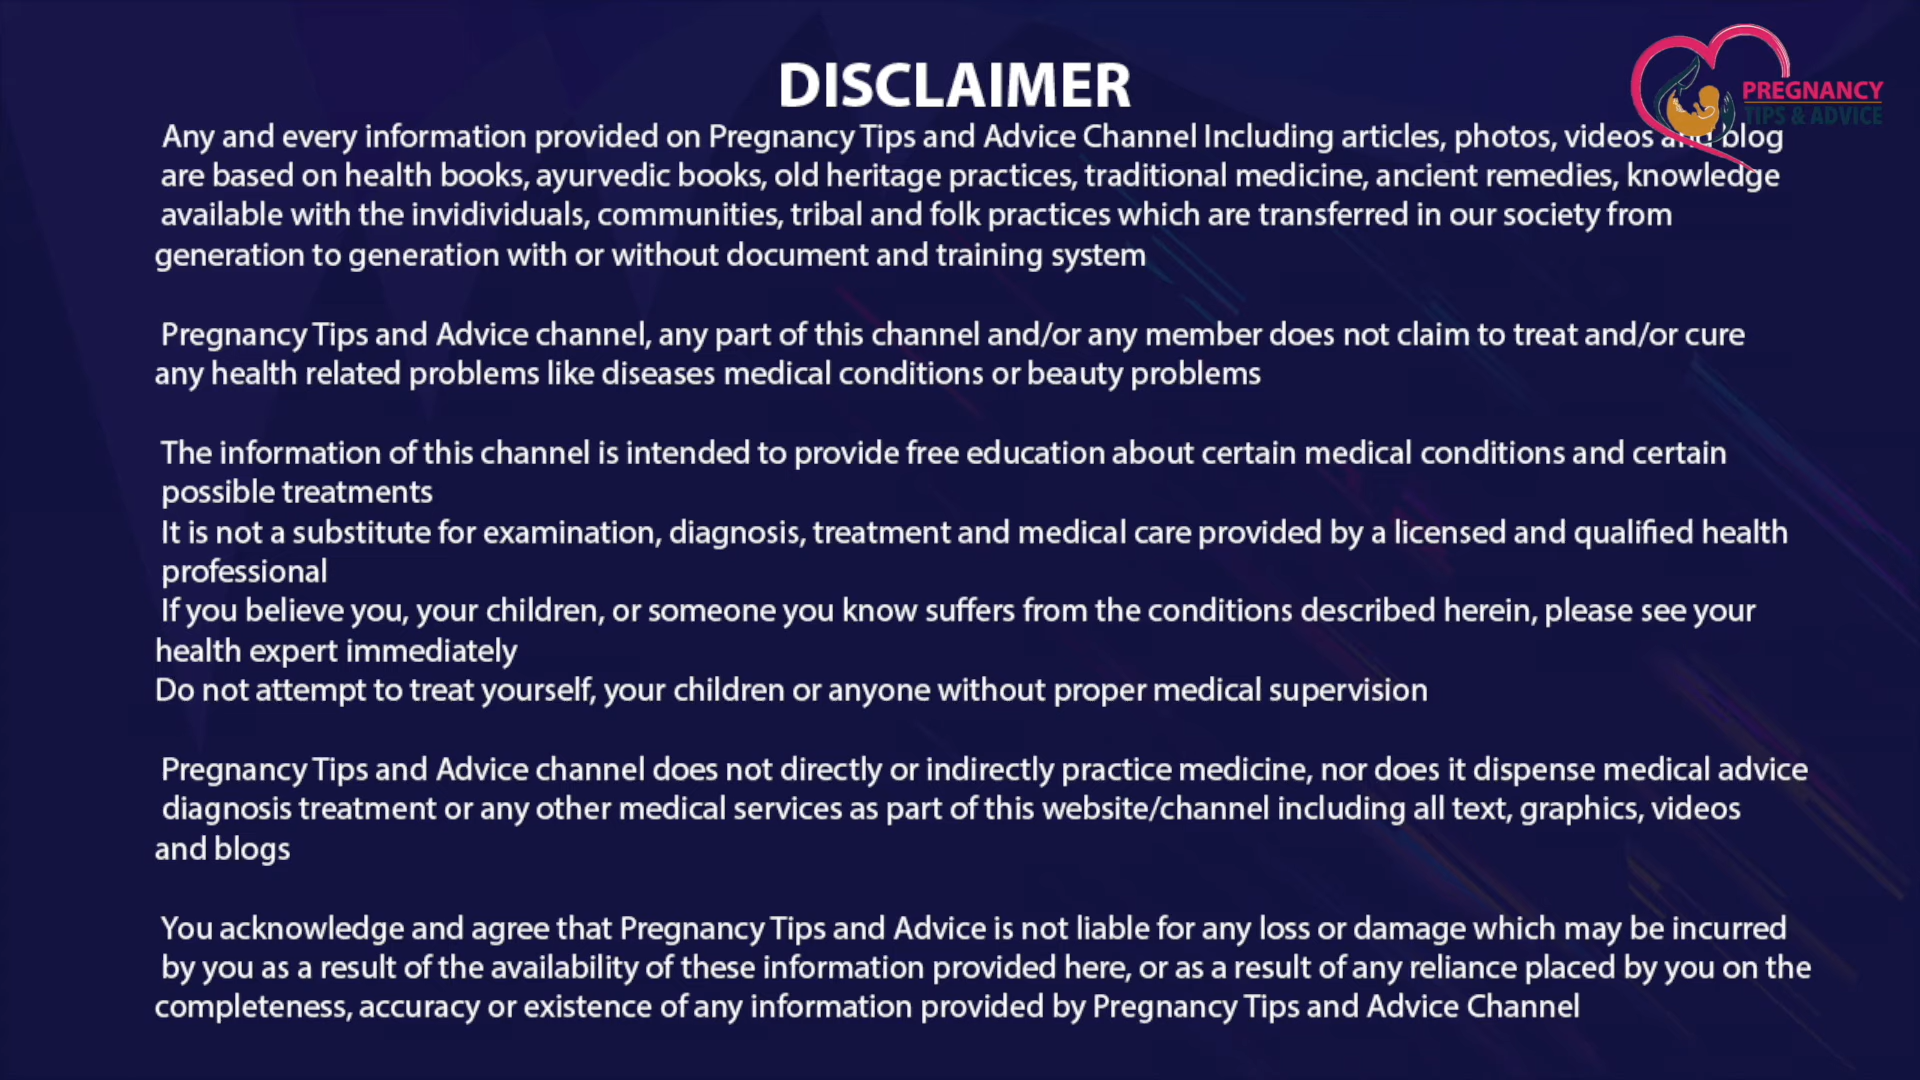 DISCLAIMER
PREGNANCY
TIPS & ADVICE
Any and every information provided on Pregnancy Tips and Advice Channel Including articles, photos, videos and blog
are based on health books, ayurvedic books, old heritage practices, traditional medicine, ancient remedies, knowledge
available with the invidividuals, communities, tribal and folk practices which are transferred in our society from
generation to generation with or without document and training system
Pregnancy Tips and Advice channel, any part of this channel and/or any member does not claim to treat and/or cure
any health related problems like diseases medical conditions or beauty problems
The information of this channel is intended to provide free education about certain medical conditions and certain
possible treatments
It is not a substitute for examination, diagnosis, treatment and medical care provided by a licensed and qualified health
professional
If you believe you, your children, or someone you know suffers from the conditions described herein, please see your
health expert immediately
Do not attempt to treat yourself, your children or anyone without proper medical supervision
Pregnancy Tips and Advice channel does not directly or indirectly practice medicine, nor does it dispense medical advice
diagnosis treatment or any other medical services as part of this website/channel including all text, graphics, videos
and blogs
You acknowledge and agree that Pregnancy Tips and Advice is not liable for any loss or damage which may be incurred
by you as a result of the availability of these information provided here, or as a result of any reliance placed by you on the
completeness, accuracy or existence of any information provided by Pregnancy Tips and Advice Channel